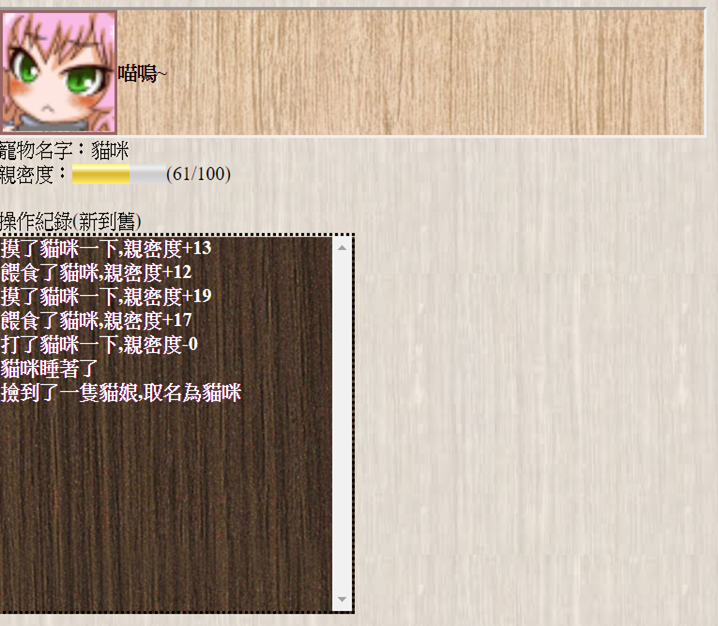 喵嗚~
寵物名字：貓咪
親密度：(61/100)
操作紀錄(新到舊)
摸了貓咪一下,親密度+13
餵食了貓咪,親密度+12
摸了貓咪一下,親密度+19
餵食了貓咪,親密度+17
打了貓咪一下,親密度-0
貓咪睡著了
撿到了一隻貓娘,取名為貓咪